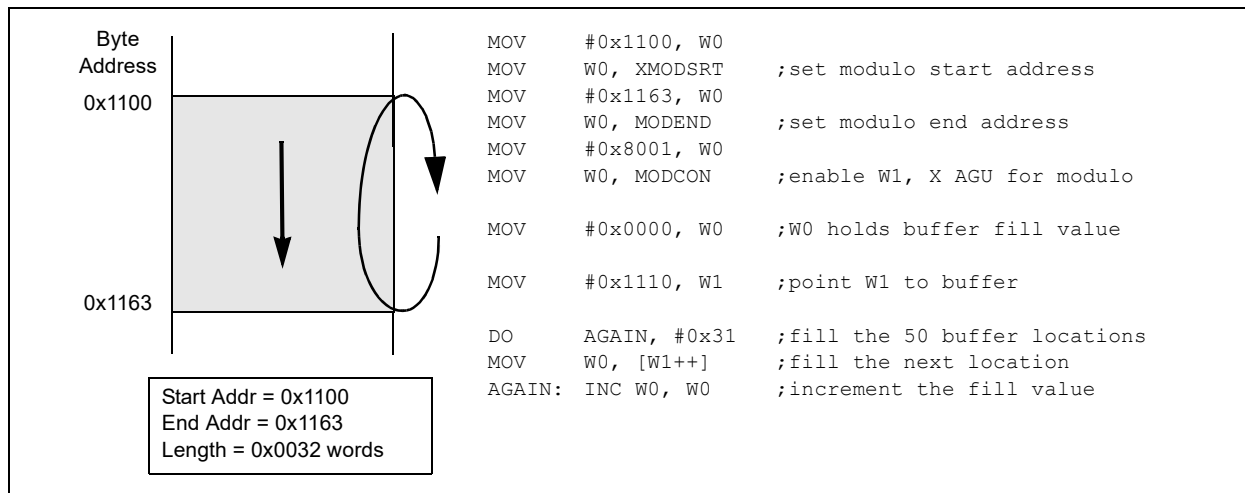 Byte
Address
0x1100
0x1163
Start Addr = 0x1100
End Addr = 0x1163
Length = 0x0032 words
MOV #0x1100, W0
MOV W0, XMODSRT ;set modulo start address
MOV #0x1163, W0
MOV W0, MODEND ;set modulo end address
MOV #0x8001, W0
MOV W0, MODCON ;enable W1, X AGU for modulo
MOV #0x0000, W0 ;W0 holds buffer fill value
MOV #0x1110, W1 ;point W1 to buffer
DO AGAIN, #0x31 ;fill the 50 buffer locations
MOV W0, [W1++] ;fill the next location
AGAIN: INC W0, W0 ;increment the fill value